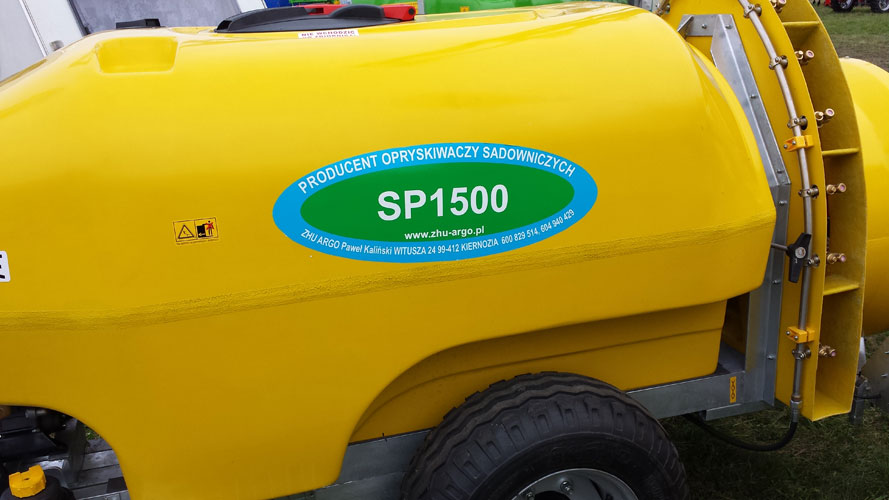 NIE WCHODZIĆ
DO ZBIORNIKA
PRODUCENT OPRYSKIWACZY SADOWNICZYCH
SP1500
www.zhu-argo.pl
ZHU ARGO Paweł Kaliński WITUSZA 24 99-412 KIERNOZIA 600 829 514, 604 940 429